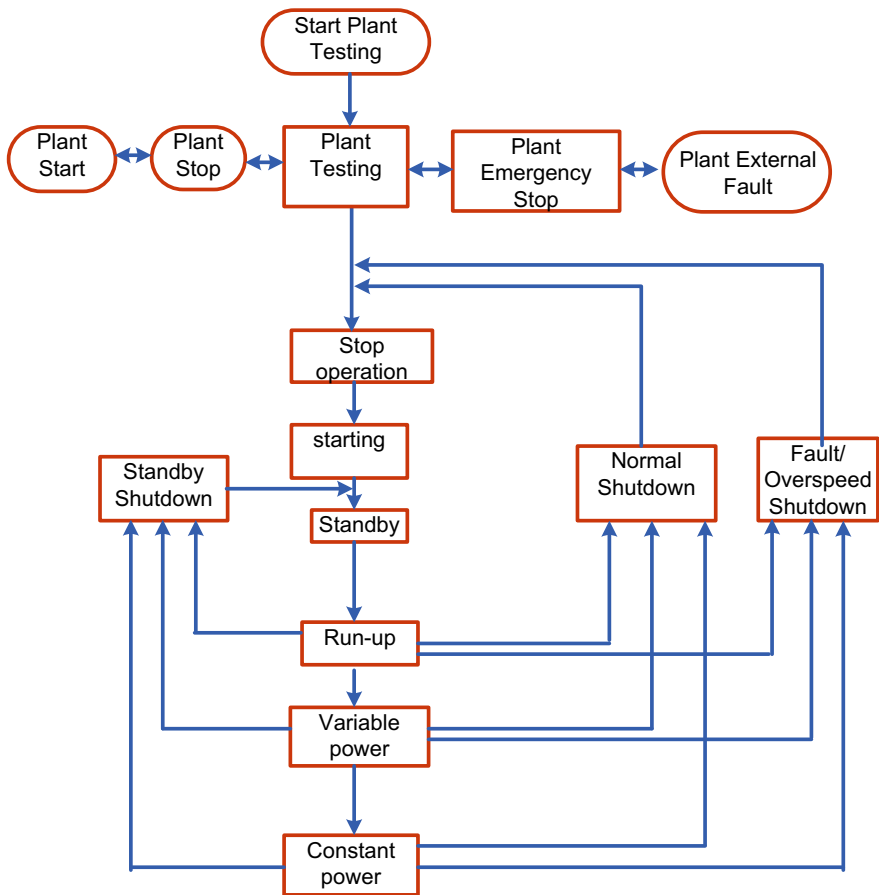 Start Plant
Testing
Plant
Start
Plant
Stop
Plant
Testing
Plant
Emergency
Stop
Plant External
Fault
Stop
operation
starting
Standby
Shutdown
Standby
Normal
Shutdown
Fault/
Overspeed
Shutdown
Run-up
Variable
power
Constant
power